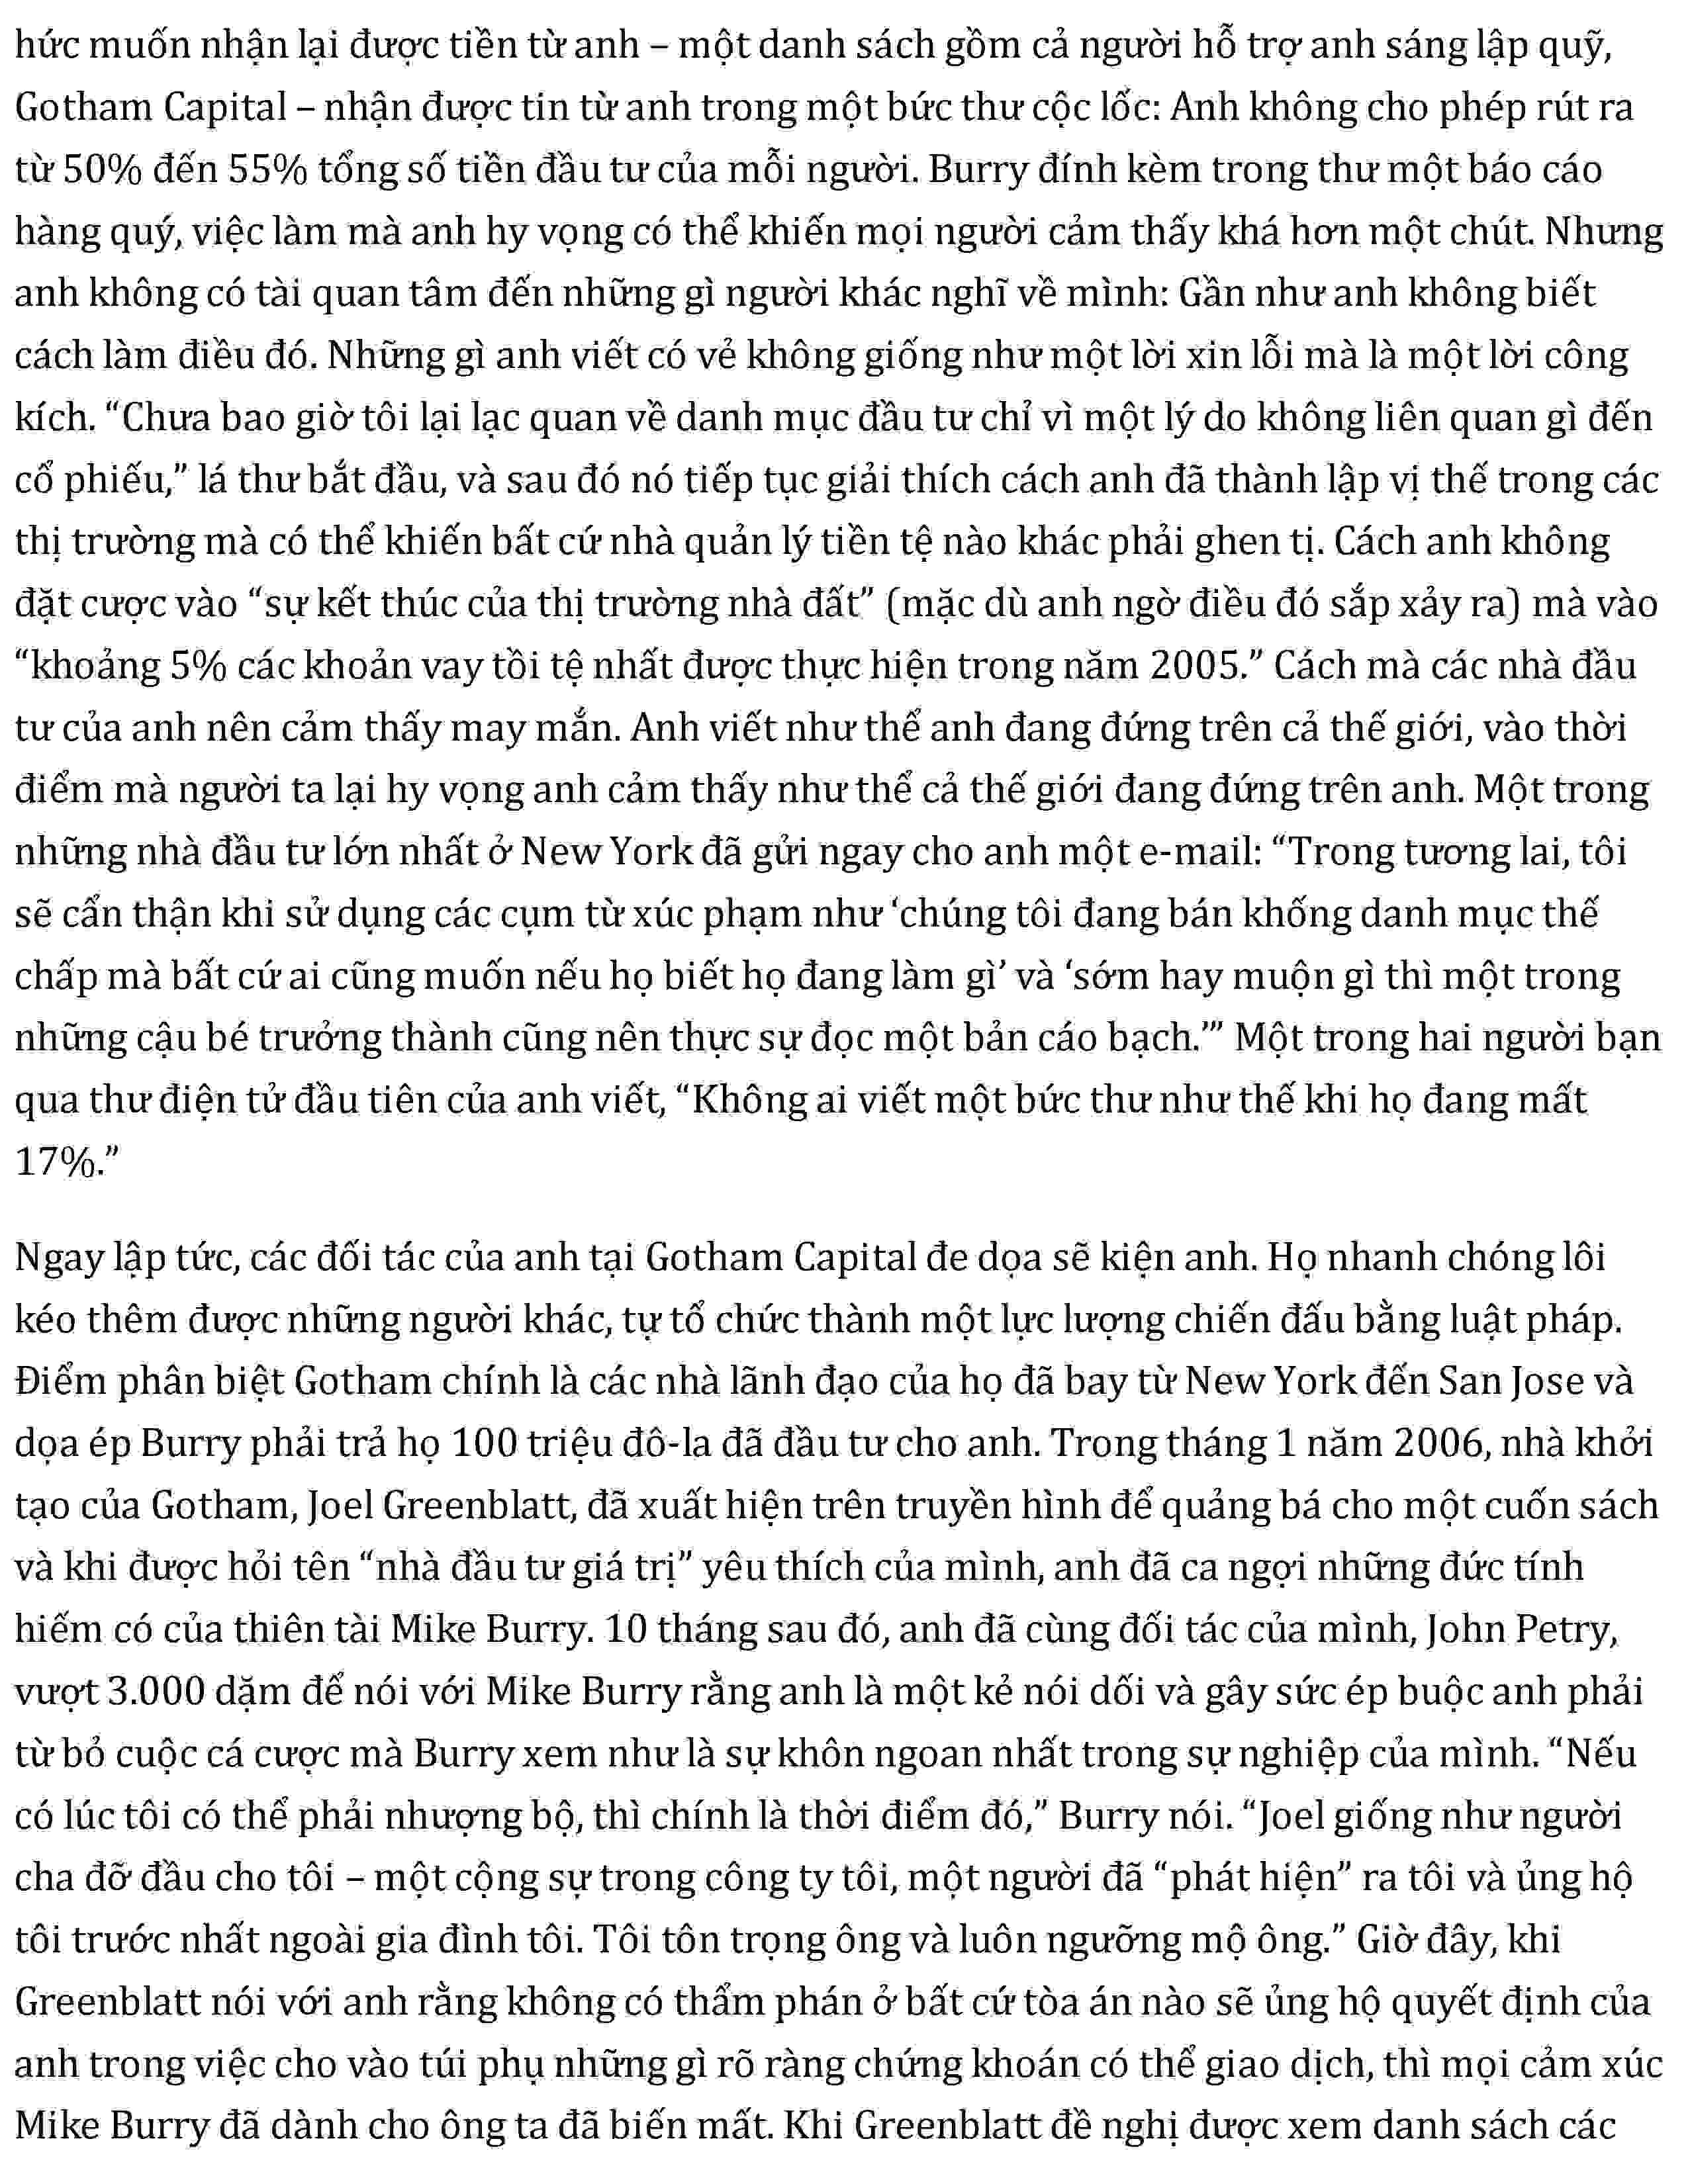 hức muốn nhận lại được tiền từ anh – một danh sách gồm cả người hỗ trợ anh sáng lập quỹ,
Gotham Capital – nhận được tin từ anh trong một bức thư cộc lốc: Anh không cho phép rút ra
từ 50% đến 55% tổng số tiền đầu tư của mỗi người. Burry đính kèm trong thư một báo cáo
hàng quý, việc làm mà anh hy vọng có thể khiến mọi người cảm thấy khá hơn một chút. Nhưng
anh không có tài quan tâm đến những gì người khác nghĩ về mình: Gần như anh không biết
cách làm điều đó. Những gì anh viết có vẻ không giống như một lời xin lỗi mà là một lời công
kích. “Chưa bao giờ tôi lại lạc quan về danh mục đầu tư chỉ vì một lý do không liên quan gì đến
cổ phiếu,” lá thư bắt đầu, và sau đó nó tiếp tục giải thích cách anh đã thành lập vị thế trong các
thị trường mà có thể khiến bất cứ nhà quản lý tiền tệ nào khác phải ghen tị. Cách anh không
đặt cược vào “sự kết thúc của thị trường nhà đất” (mặc dù anh ngờ điều đó sắp xảy ra) mà vào
“khoảng 5% các khoản vay tồi tệ nhất được thực hiện trong năm 2005.” Cách mà các nhà đầu
tư của anh nên cảm thấy may mắn. Anh viết như thể anh đang đứng trên cả thế giới, vào thời
điểm mà người ta lại hy vọng anh cảm thấy như thể cả thế giới đang đứng trên anh. Một trong
những nhà đầu tư lớn nhất ở New York đã gửi ngay cho anh một e-mail: “Trong tương lai, tôi
sẽ cẩn thận khi sử dụng các cụm từ xúc phạm như ‘chúng tôi đang bán khống danh mục thế
chấp mà bất cứ ai cũng muốn nếu họ biết họ đang làm gì’ và ‘sớm hay muộn gì thì một trong
những cậu bé trưởng thành cũng nên thực sự đọc một bản cáo bạch.’” Một trong hai người bạn
qua thư điện tử đầu tiên của anh viết, “Không ai viết một bức thư như thế khi họ đang mất
17%.”
Ngay lập tức, các đối tác của anh tại Gotham Capital đe dọa sẽ kiện anh. Họ nhanh chóng lôi
kéo thêm được những người khác, tự tổ chức thành một lực lượng chiến đấu bằng luật pháp.
Điểm phân biệt Gotham chính là các nhà lãnh đạo của họ đã bay từ New York đến San Jose và
dọa ép Burry phải trả họ 100 triệu đô-la đã đầu tư cho anh. Trong tháng 1 năm 2006, nhà khởi
tạo của Gotham, Joel Greenblatt, đã xuất hiện trên truyền hình để quảng bá cho một cuốn sách
và khi được hỏi tên “nhà đầu tư giá trị” yêu thích của mình, anh đã ca ngợi những đức tính
hiếm có của thiên tài Mike Burry. 10 tháng sau đó, anh đã cùng đối tác của mình, John Petry,
vượt 3.000 dặm để nói với Mike Burry rằng anh là một kẻ nói dối và gây sức ép buộc anh phải
từ bỏ cuộc cá cược mà Burry xem như là sự khôn ngoan nhất trong sự nghiệp của mình. “Nếu
có lúc tôi có thể phải nhượng bộ, thì chính là thời điểm đó,” Burry nói. “Joel giống như người
cha đỡ đầu cho tôi – một cộng sự trong công ty tôi, một người đã “phát hiện” ra tôi và ủng hộ
tôi trước nhất ngoài gia đình tôi. Tôi tôn trọng ông và luôn ngưỡng mộ ông.” Giờ đây, khi
Greenblatt nói với anh rằng không có thẩm phán ở bất cứ tòa án nào sẽ ủng hộ quyết định của
anh trong việc cho vào túi phụ những gì rõ ràng chứng khoán có thể giao dịch, thì mọi cảm xúc
Mike Burry đã dành cho ông ta đã biến mất. Khi Greenblatt đề nghị được xem danh sách các